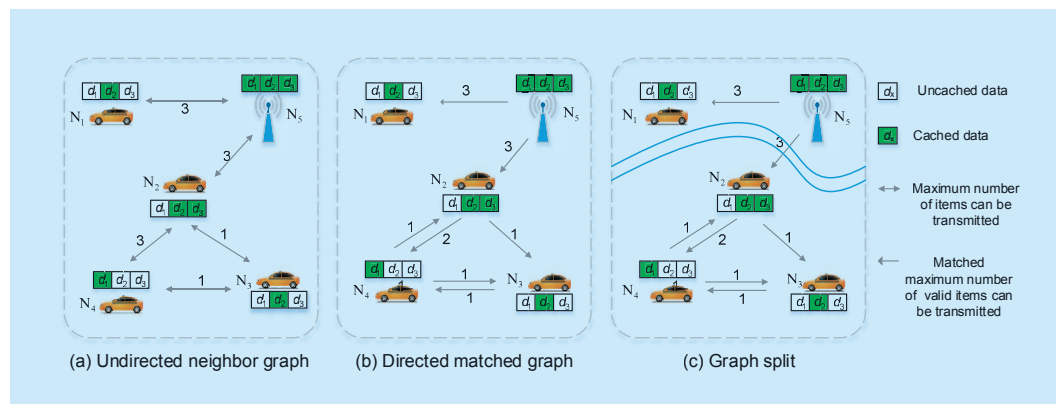 d1 d2 d3
d1 d2 d3
3
N1
N5
3
N2
d1 d2 d3
3
1
d1 d2 d3
1
N3
N4
d1 d2 d3
(a) Undirected neighbor graph
d1 d2 d3
d1 d2 d3
3
N1
N5
3
N2
d1 d2 d3
1
2
1
d1 d2 d3
1
1
N3
N4
1
d1 d2 d3
(b) Directed matched graph
d1 d2 d3
d1 d2 d3
3
N1
N5
3
N2
d1 d2 d3
1
2
1
d1 d2 d3
1
1
N3
N4
1
d1 d2 d3
(c) Graph split
dx Uncached data
dx Cached data
Maximum number
of items can be
transmitted
Matched
maximum number
of valid items can
be transmitted